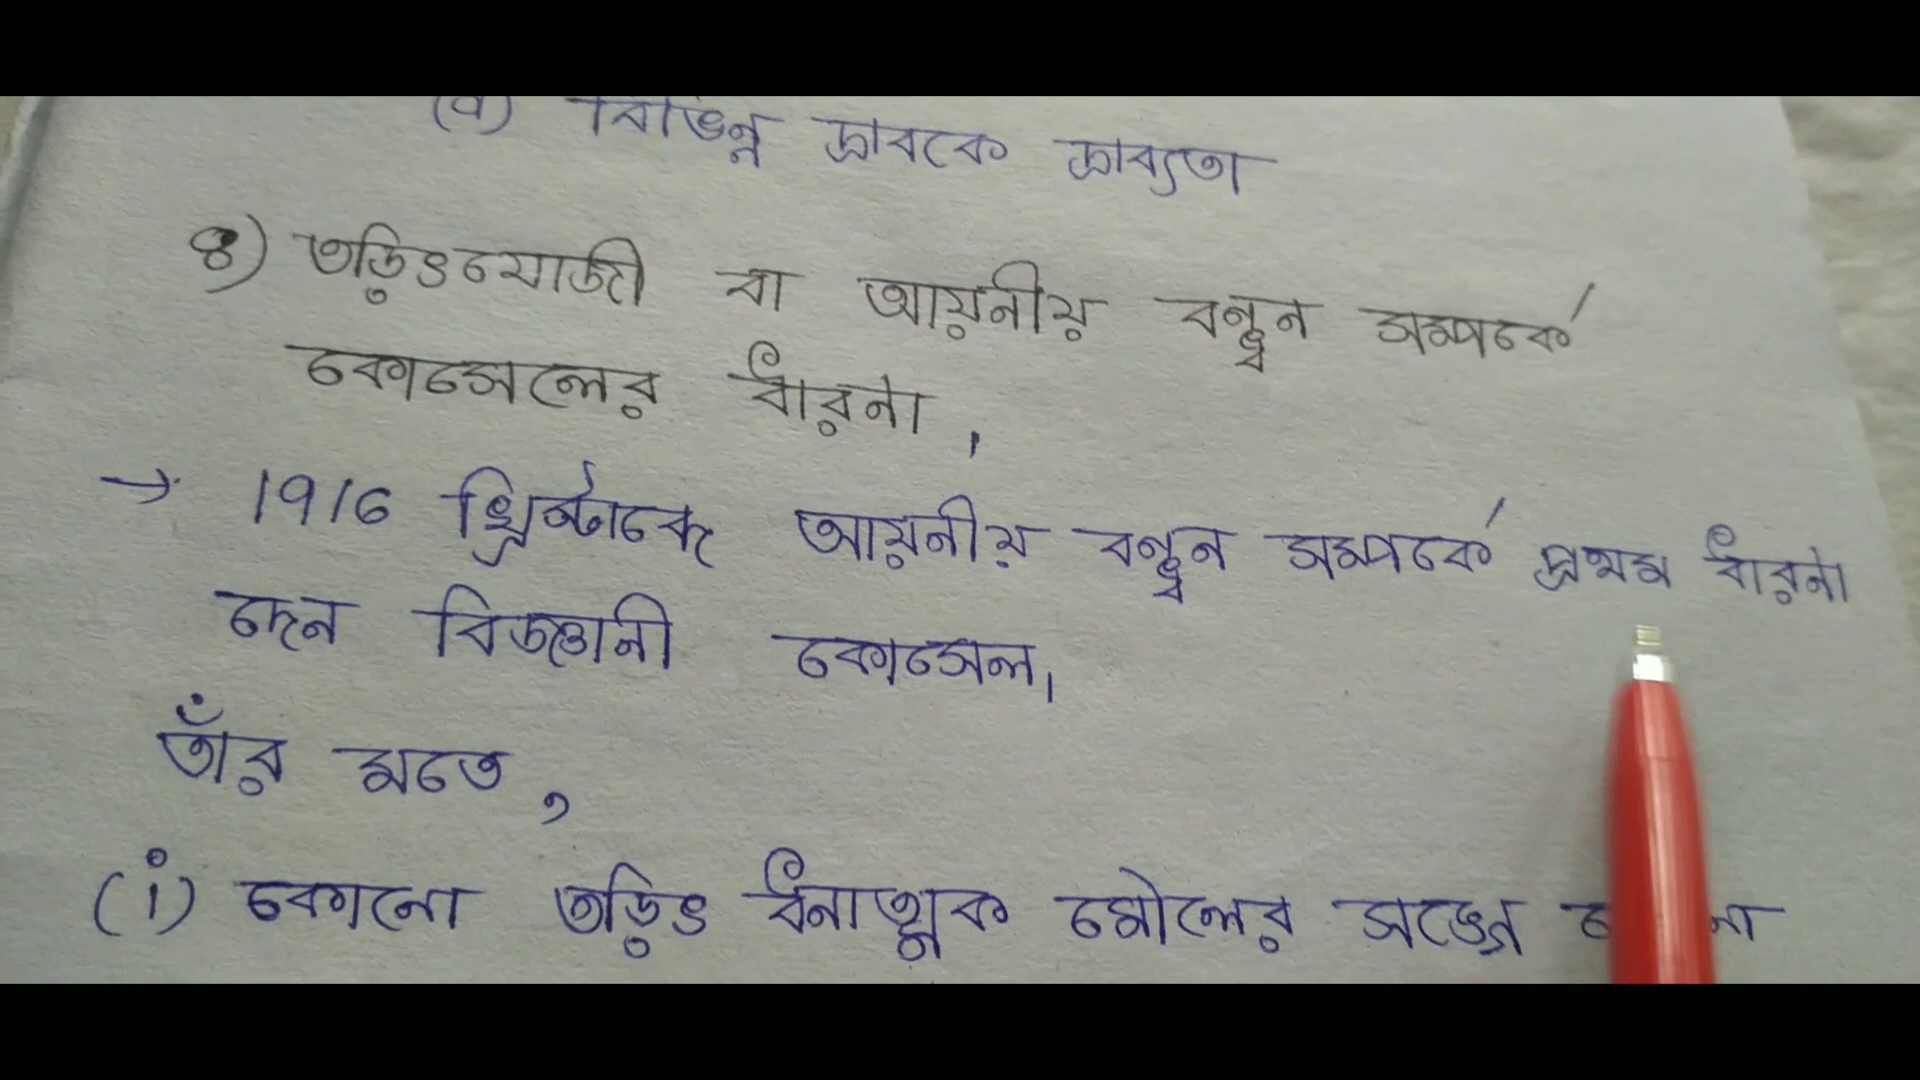 (v) বিভিন্ন দ্রাবকে দ্রাব্যতা
৪) তড়িৎযোজী বা আয়নীয় বন্ধন সম্পর্কে
কোসেলের ধারনা।
→ 1916 খ্রিস্টাব্দে আয়নীয় বন্ধন সম্পর্কে প্রথম ধারনা
দেন বিজ্ঞানী কোসেল।
তাঁর মতে,
(i) কোনো তড়িৎ ধনাত্মক মৌলের সঙ্গে